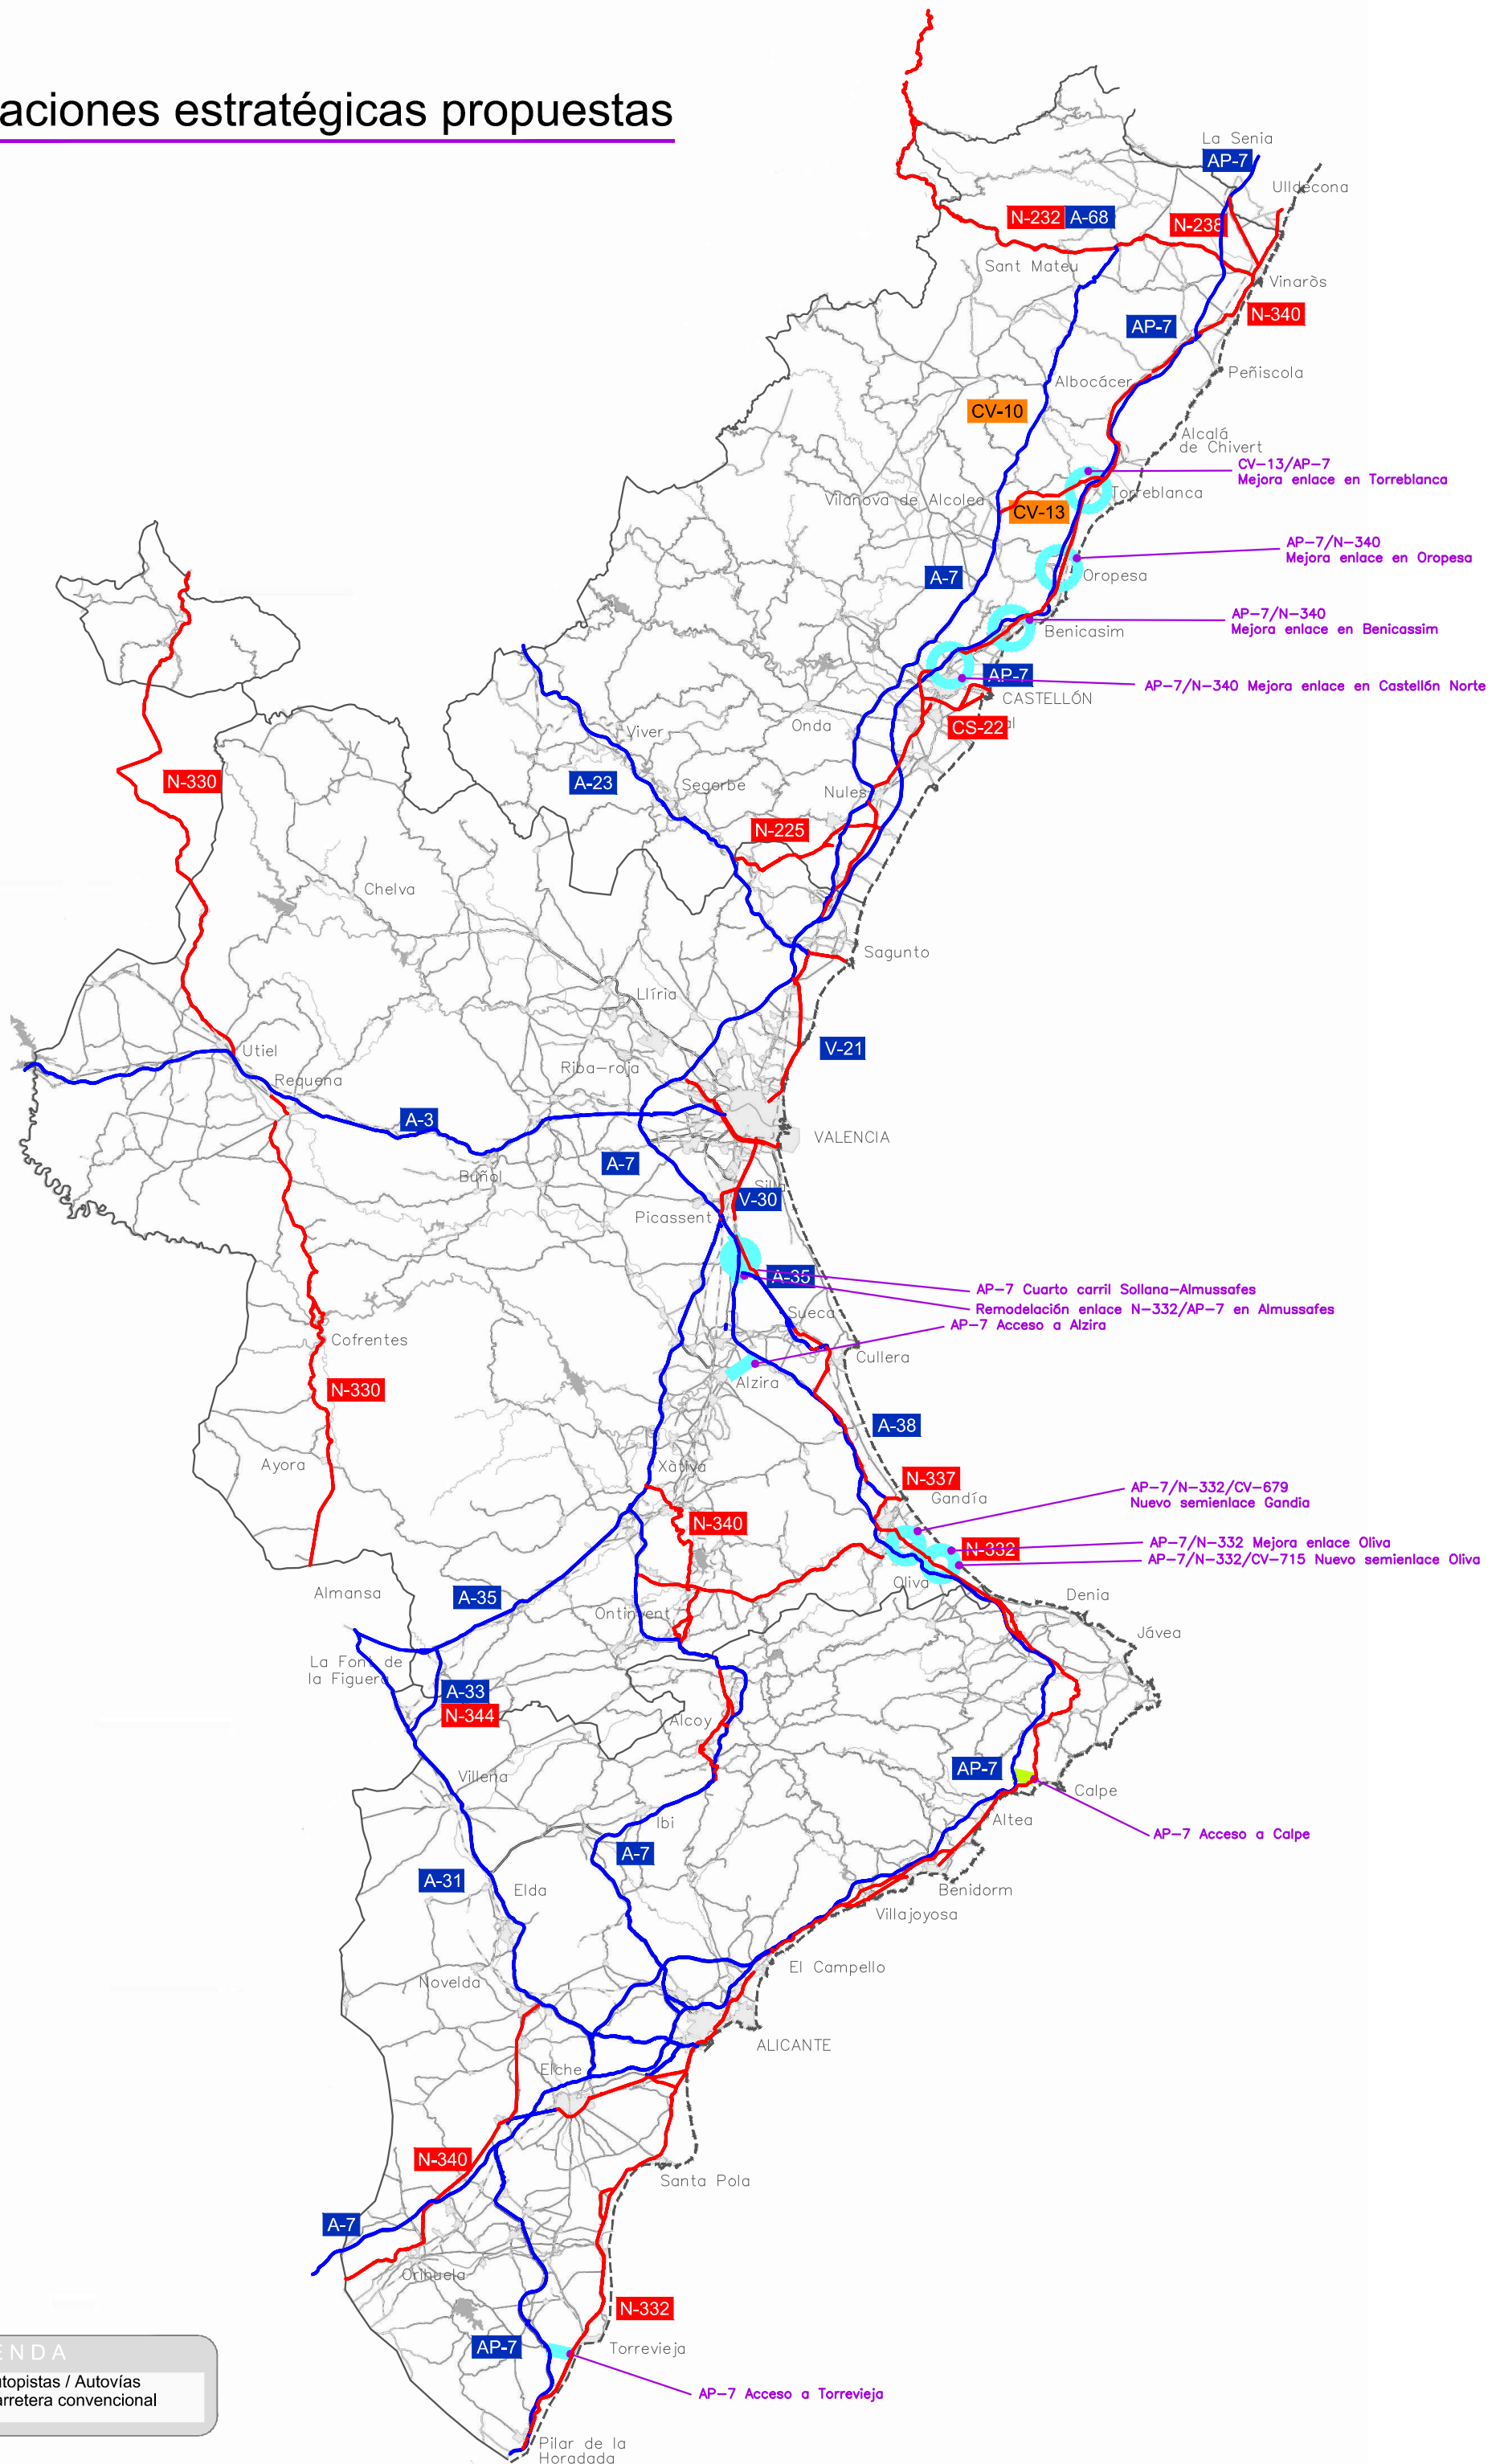 aciones estratégicas propuestas
La Senia
AP-7
Ulldecona
N-232
A-68
N-238
Sant Mateu
Vinaròs
N-340
AP-7
Peñiscola
Albocácer
CV-10
Alcalá
de Chivert
CV-13/AP-7
Mejora enlace en Torreblanca
Vilanova de Alcolea
Torreblanca
CV-13
AP-7/N-340
Mejora enlace en Oropesa
A-7
Oropesa
AP-7/N-340
Mejora enlace en Benicassim
Benicasim
AP-7
AP-7/N-340 Mejora enlace en Castellón Norte
CASTELLÓN
Onda
CS-22
al
Viver
N-330
A-23
Segorbe
Nules
N-225
Chelva
Sagunto
Llíria
V-21
Utiel
Riba-roja
Requena
A-3
VALENCIA
A-7
Buñol
Silla
V-30
Picassent
A-35
AP-7 Cuarto carril Sollana-Almussafes
Remodelación enlace N-332/AP-7 en Almussafes
Sueca
AP-7 Acceso a Alzira
Cofrentes
Cullera
N-330
Alzira
A-38
Ayora
Xàtiva
N-337
Gandía
AP-7/N-332/CV-679
Nuevo semienlace Gandia
N-340
AP-7/N-332 Mejora enlace Oliva
N-332
AP-7/N-332/CV-715 Nuevo semienlace Oliva
Oliva
Almansa
A-35
Denia
Ontinyent
Jávea
La Font de
la Figuera
A-33
N-344
Alcoy
AP-7
Villena
Calpe
Altea
Ibi
AP-7 Acceso a Calpe
A-7
A-31
Elda
Benidorm
Villajoyosa
El Campello
Novelda
ALICANTE
Elche
N-340
Santa Pola
A-7
Orihuela
N-332
AP-7
Torrevieja
AP-7 Acceso a Torrevieja
Pilar de la
Horadada
ENDA
utopistas / Autovías
arretera convencional